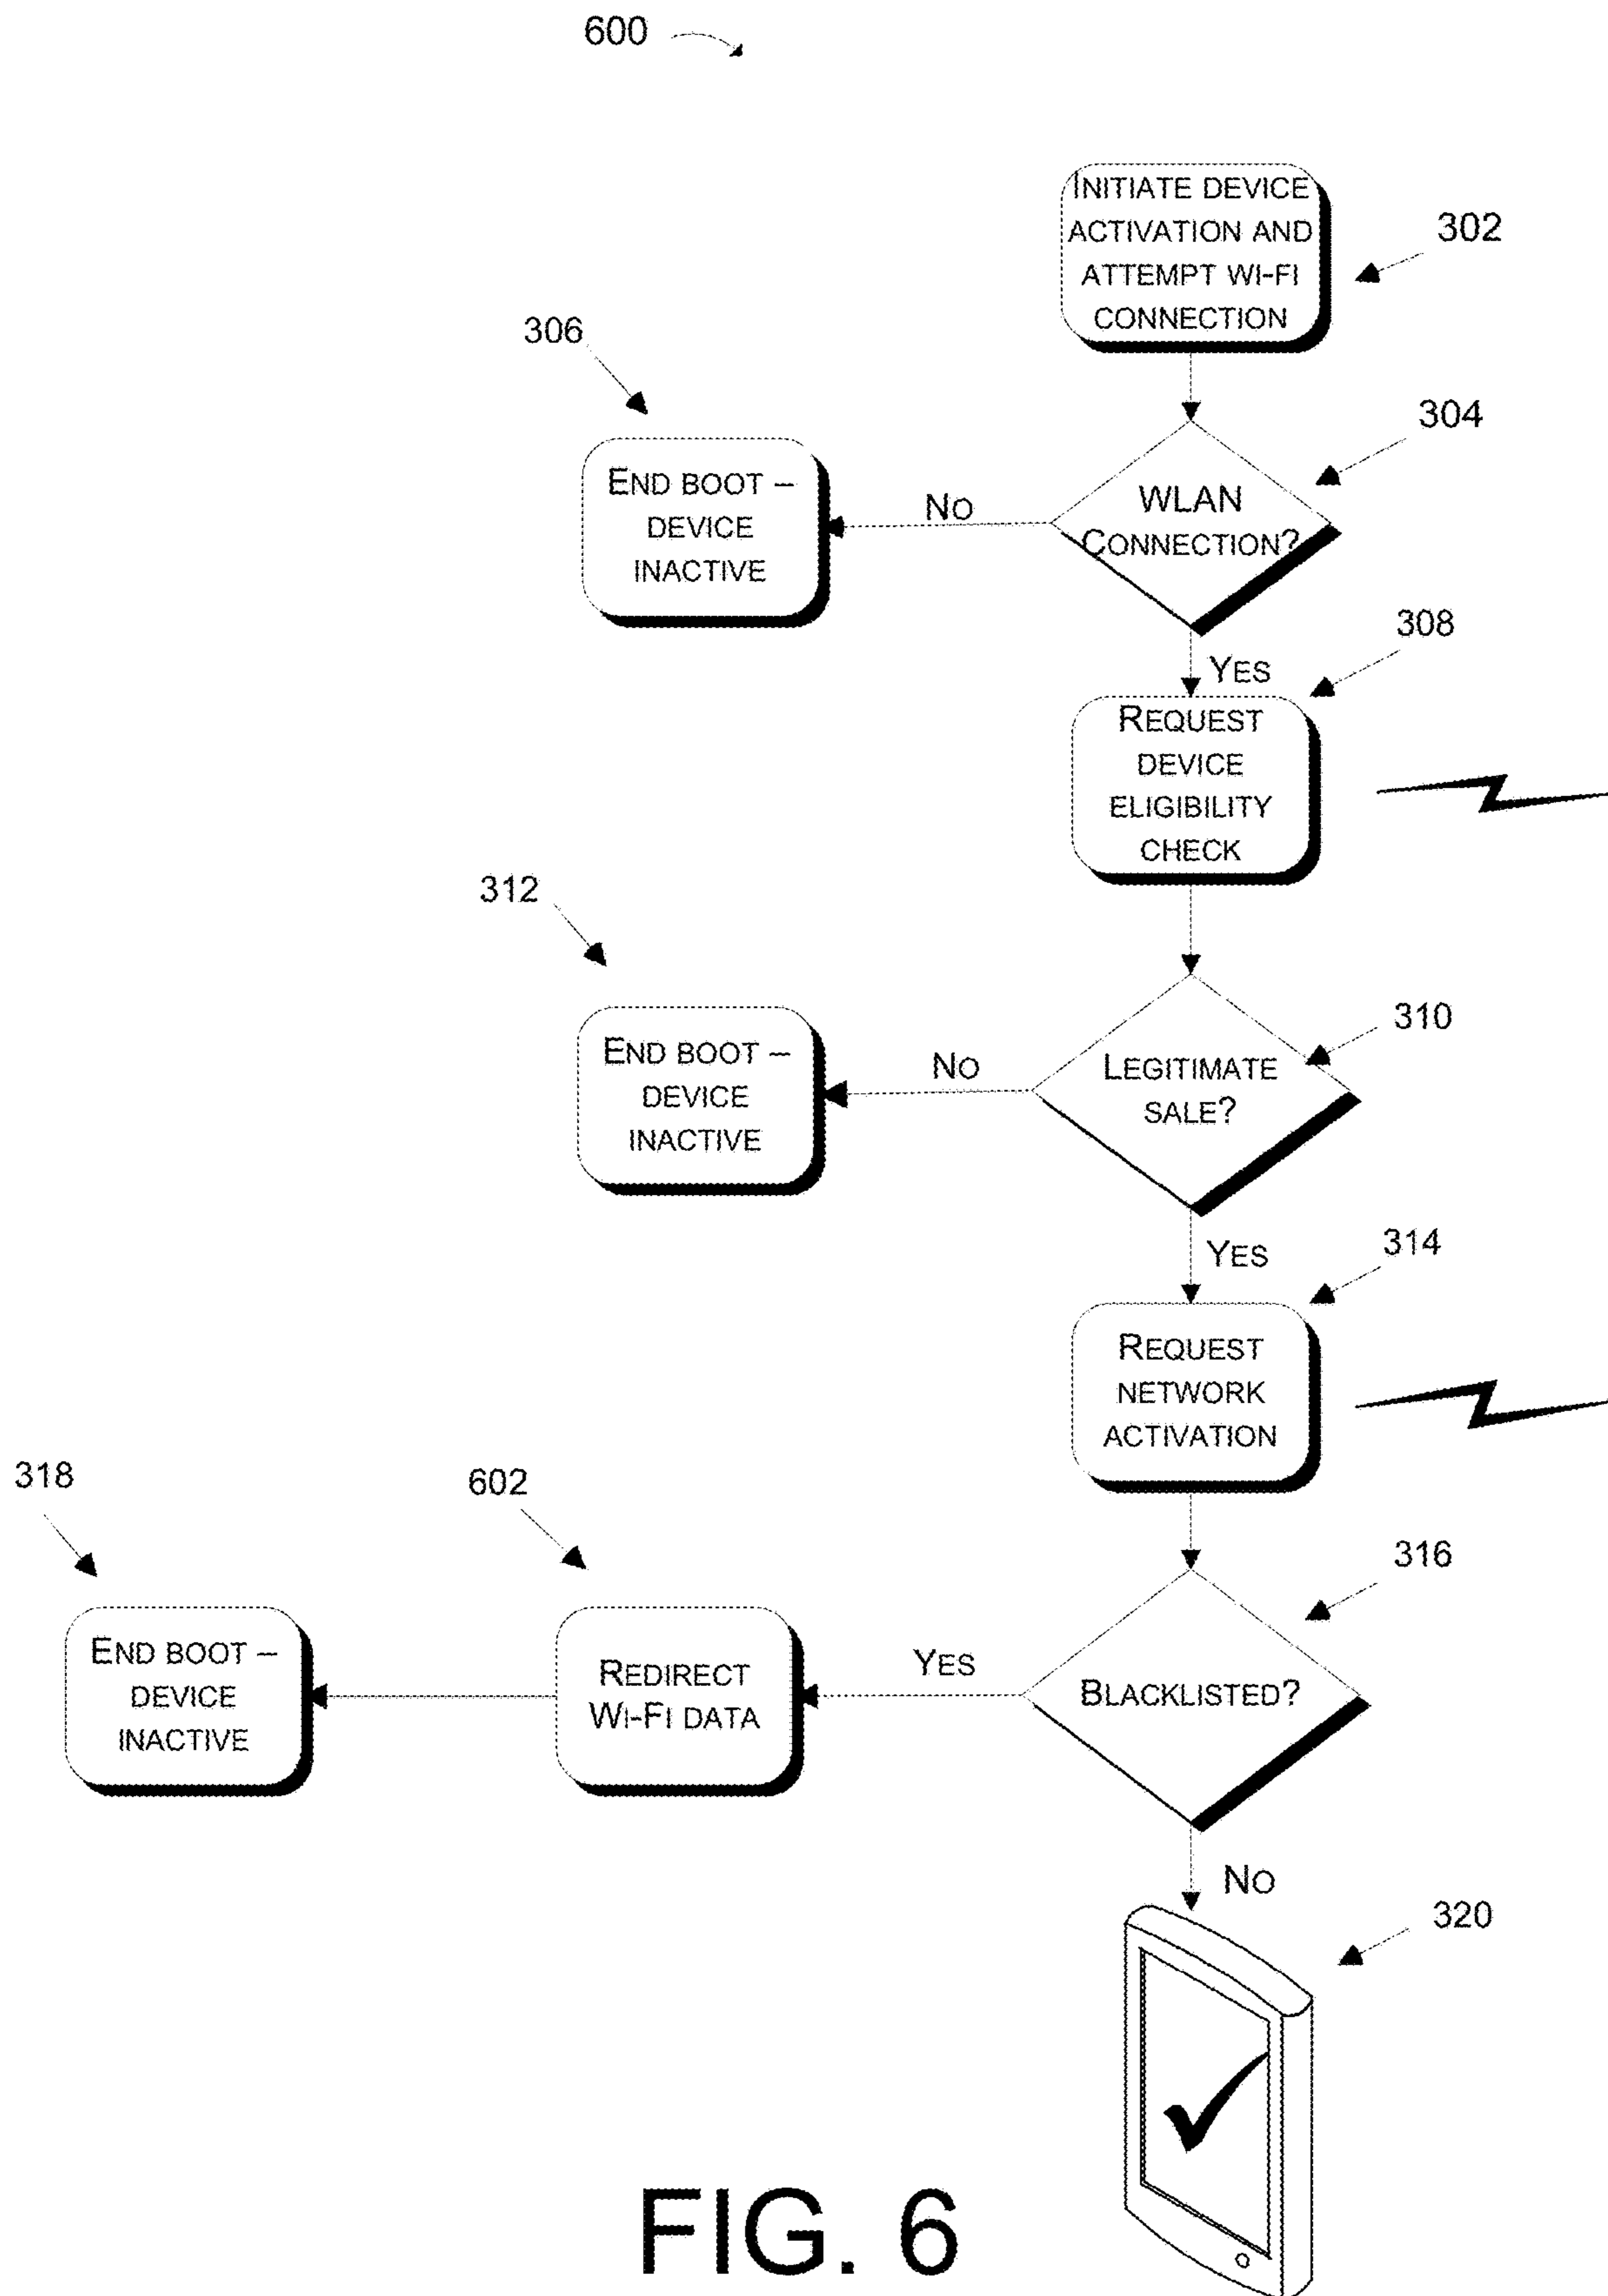 600
INITIATE DEVICE
ACTIVATION AND
ATTEMPT WI-FI
CONNECTION
302
306
304
END BOOT –
DEVICE
INACTIVE
NO
WLAN
CONNECTION?
308
YES
REQUEST
DEVICE
ELIGIBILITY
CHECK
312
310
END BOOT –
DEVICE
INACTIVE
NO
LEGITIMATE
SALE?
YES
314
REQUEST
NETWORK
ACTIVATION
318
602
316
END BOOT –
DEVICE
INACTIVE
REDIRECT
WI-FI DATA
YES
BLACKLISTED?
NO
320
FIG. 6